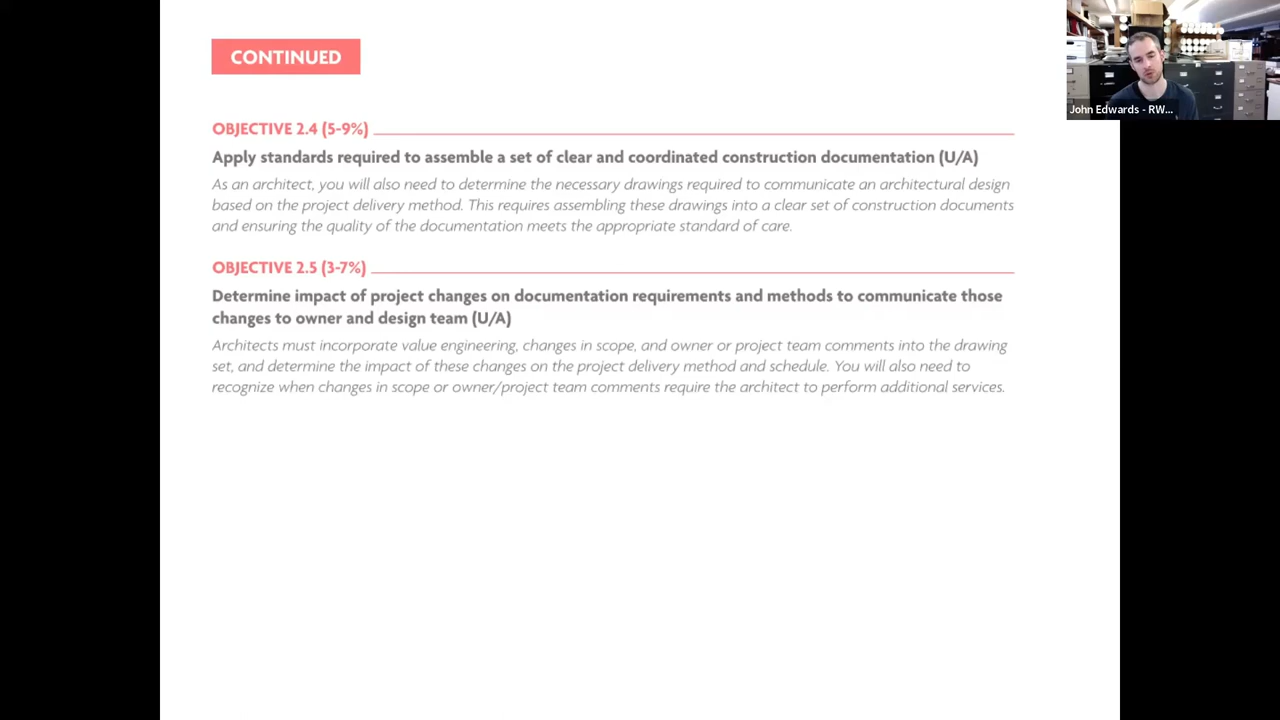 CONTINUED
OBJECTIVE 2.4 (5-9%)
Apply standards required to assemble a set of clear and coordinated construction documentation (U/A)
As an architect, you will also need to determine the necessary drawings required to communicate an architectural design
based on the project delivery method. This requires assembling these drawings into a clear set of construction documents
and ensuring the quality of the documentation meets the appropriate standard of care.
OBJECTIVE 2.5 (3-7%)
Determine impact of project changes on documentation requirements and methods to communicate those
changes to owner and design team (U/A)
Architects must incorporate value engineering, changes in scope, and owner or project team comments into the drawing
set, and determine the impact of these changes on the project delivery method and schedule. You will also need to
recognize when changes in scope or owner/project team comments require the architect to perform additional services.
John Edwards - RW...